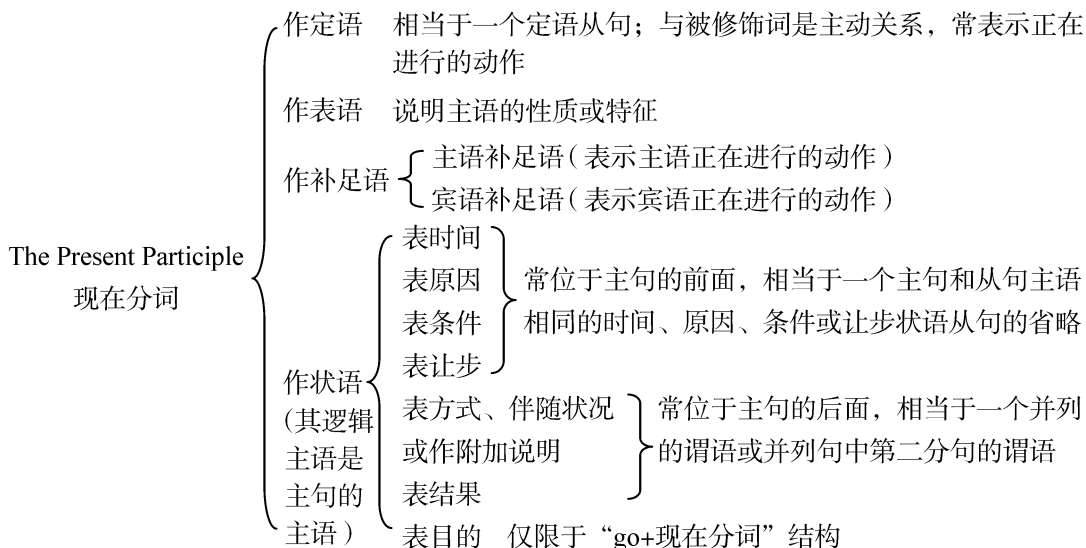 作定语 相当于一个定语从句；与被修饰词是主动关系，常表示正在
进行的动作
作表语 说明主语的性质或特征
作补足语
主语补足语（表示主语正在进行的动作）
宾语补足语（表示宾语正在进行的动作）
The Present Participle
现在分词
作状语
(其逻辑
主语是
主句的
主语）
表时间
表原因
表条件
表让步
常位于主句的前面，相当于一个主句和从句主语
相同的时间、原因、条件或让步状语从句的省略
表方式、伴随状况
或作附加说明
表结果
常位于主句的后面，相当于一个并列
的谓语或并列句中第二分句的谓语
表目的 仅限于“go+现在分词”结构